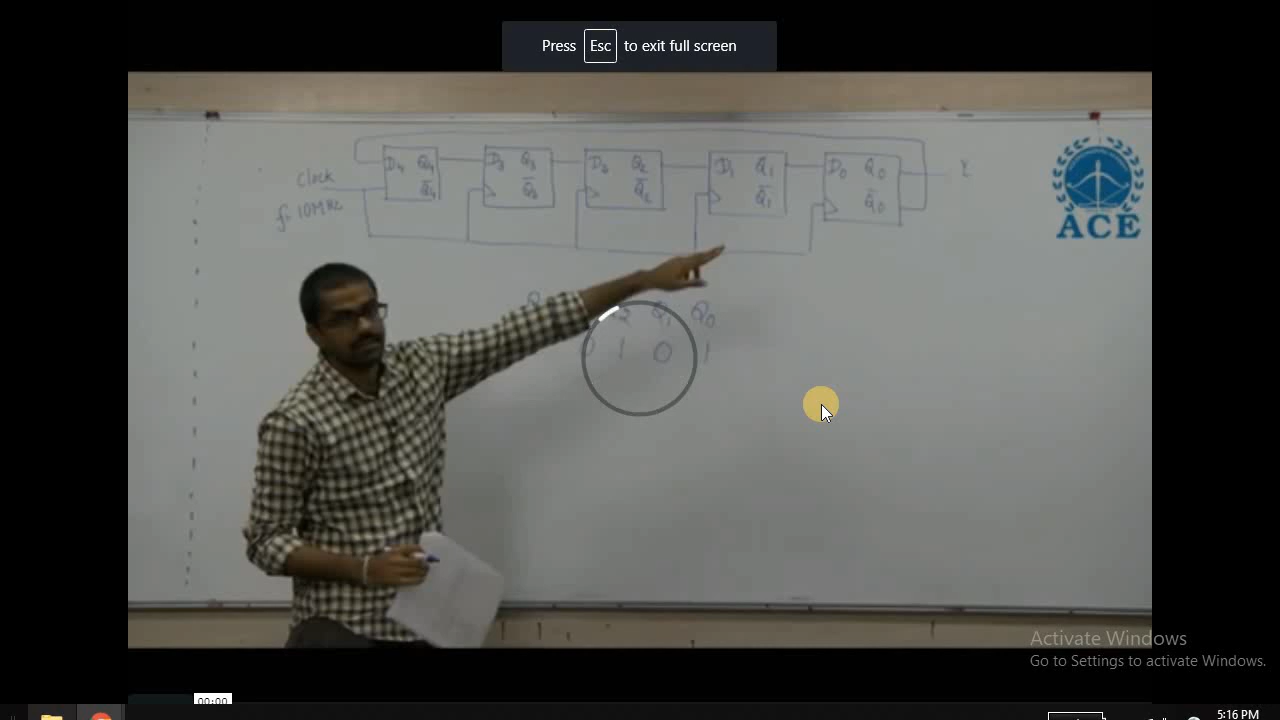 Press Esc to exit full screen
D4 Q4 D3 Q3 D2 Q2 D1 Q1 D0 Q0
Q̅4 Q̅3 Q̅2 Q̅1 Q̅0
Clock
f= 10MHz
ACE
Q1 Q0
1 0 1
Activate Windows
Go to Settings to activate Windows.
00:00
5:16 PM